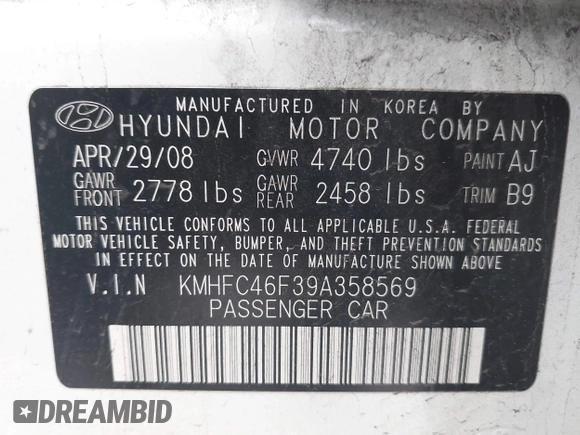 MANUFACTURED IN KOREA BY
HYUNDAI MOTOR COMPANY
APR/29/08 GVWR 4740 lbs PAINT AJ
GAWR FRONT 2778 lbs GAWR REAR 2458 lbs TRIM B9
THIS VEHICLE CONFORMS TO ALL APPLICABLE U.S.A. FEDERAL
MOTOR VEHICLE SAFETY, BUMPER, AND THEFT PREVENTION STANDARDS
IN EFFECT ON THE DATE OF MANUFACTURE SHOWN ABOVE
V.I.N KMHFC46F39A358569
PASSENGER CAR
DREAMBID